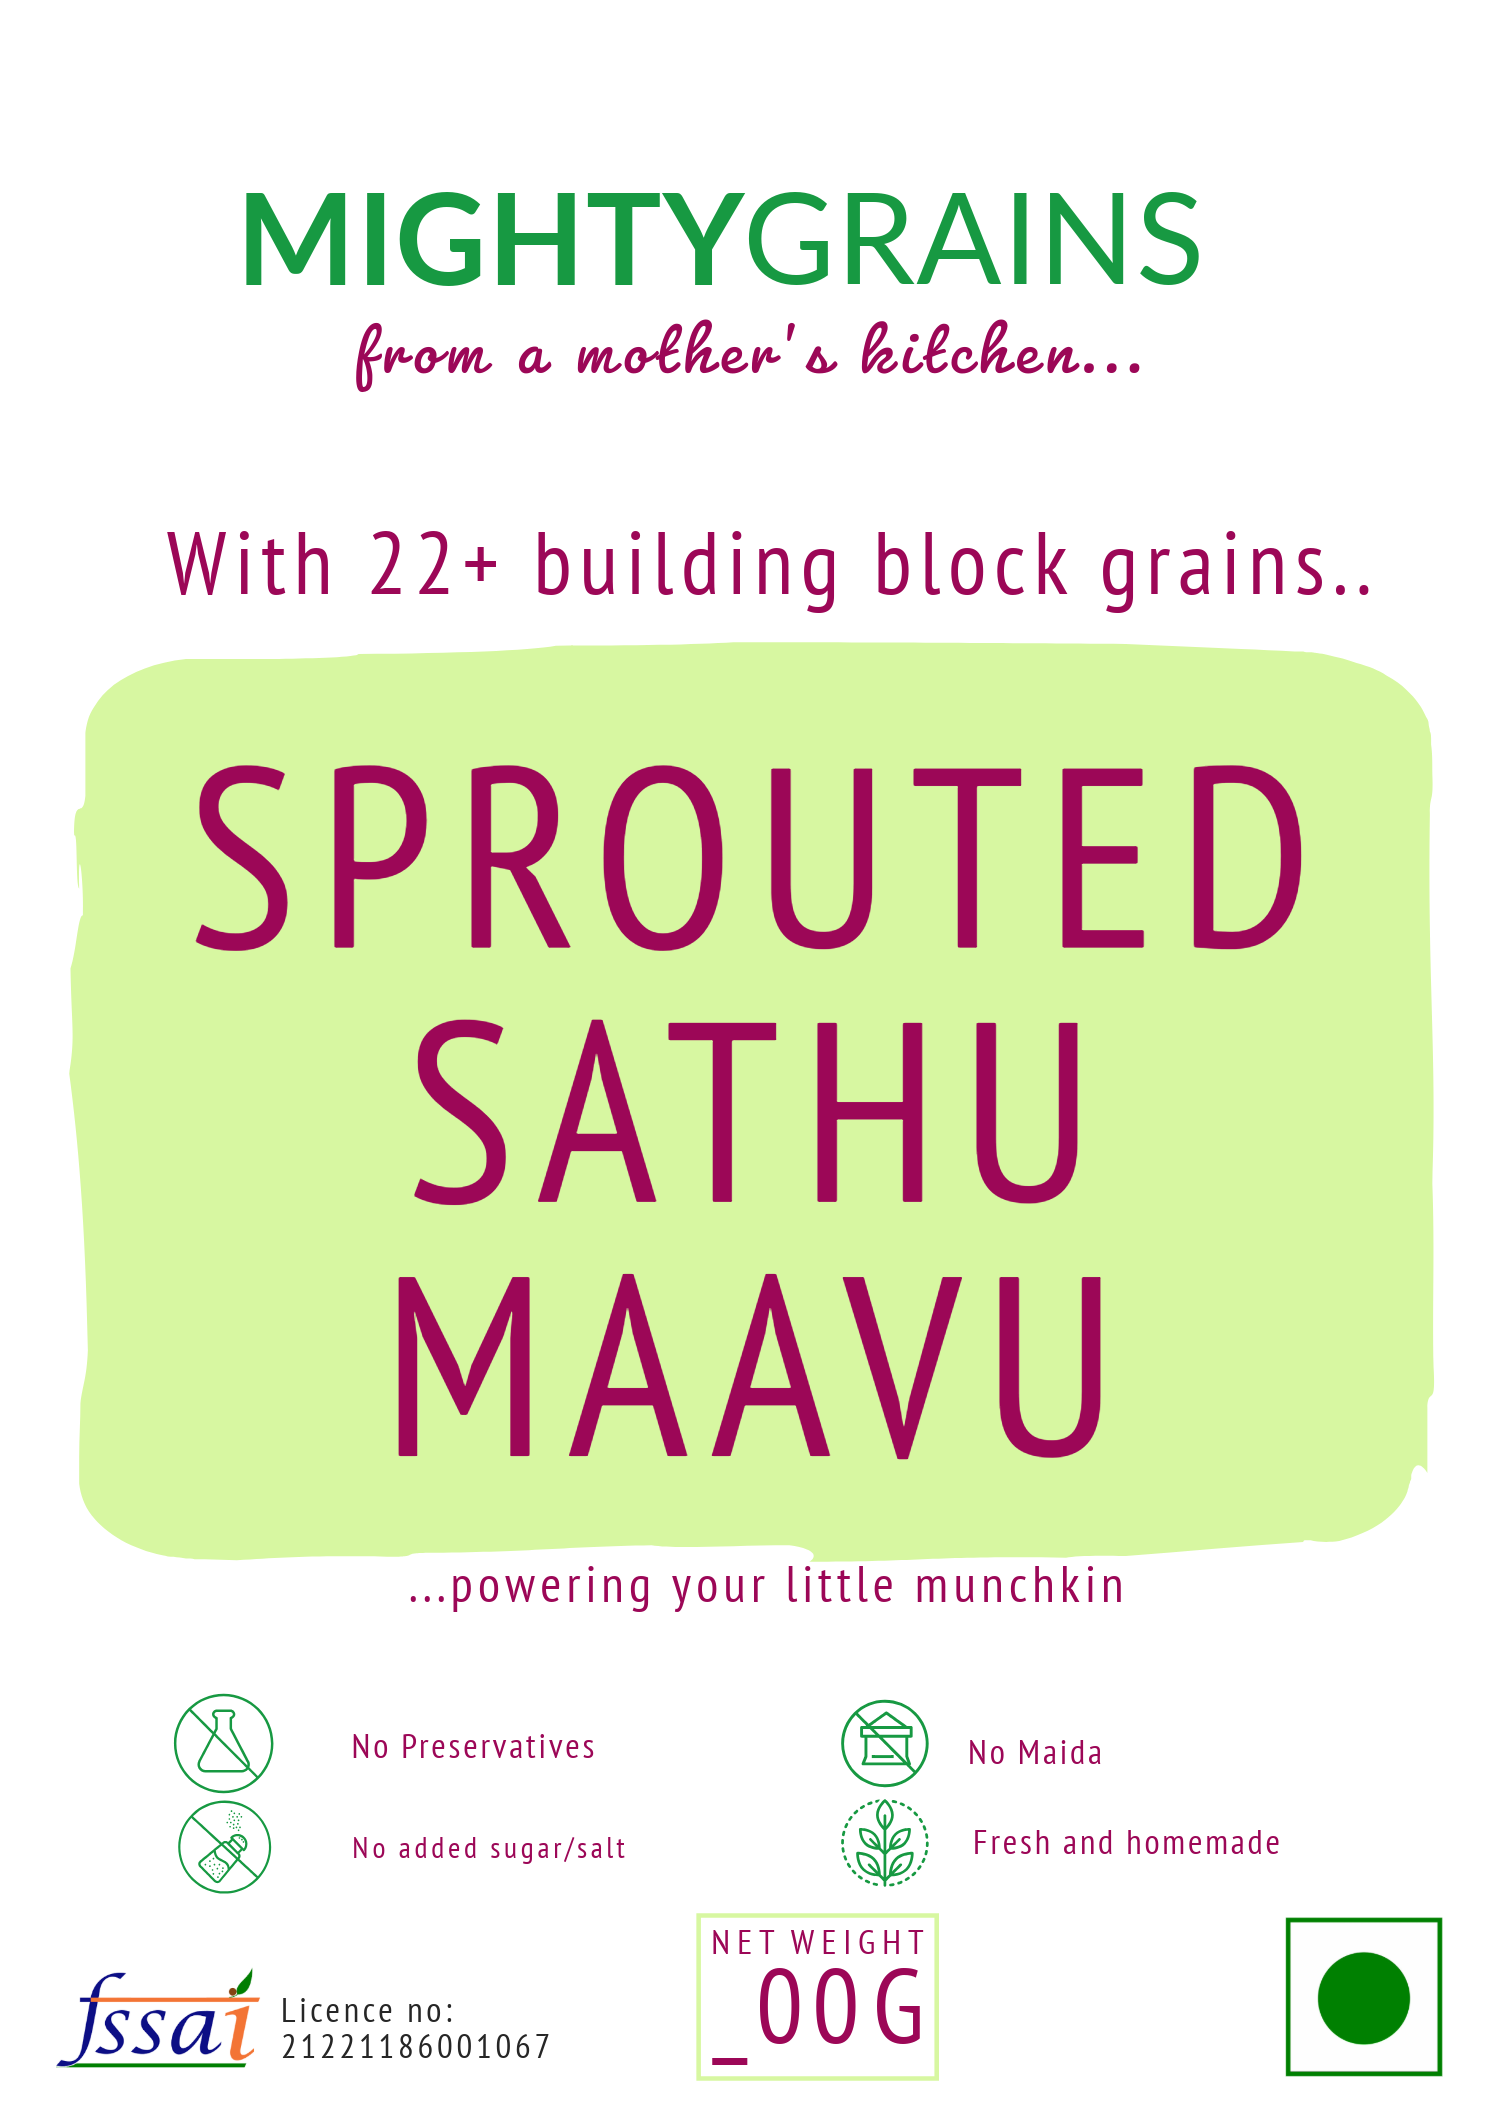 MIGHTYGRAINS
from a mother's kitchen...
With 22+ building block grains..
SPROUTED
SATHU
MAAVU
...powering your little munchkin
No Preservatives
No Maida
No added sugar/salt
Fresh and homemade
NET WEIGHT
_00G
fssai
Licence no:
21221186001067